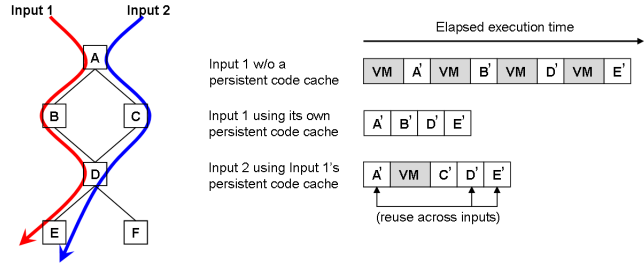 Input 1 Input 2
A
B C
D
E F
Elapsed execution time
Input 1 w/o a
persistent code cache
VM A' VM B' VM D' VM E'
Input 1 using its own
persistent code cache
A' B' D' E'
Input 2 using Input 1's
persistent code cache
A' VM C' D' E'
(reuse across inputs)